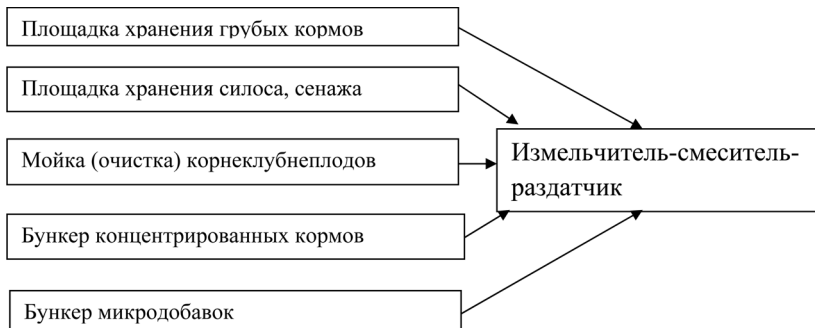 Площадка хранения грубых кормов
Площадка хранения силоса, сенажа
Мойка (очистка) корнеклубнеплодов
Измельчитель-смеситель-
раздатчик
Бункер концентрированных кормов
Бункер микродобавок